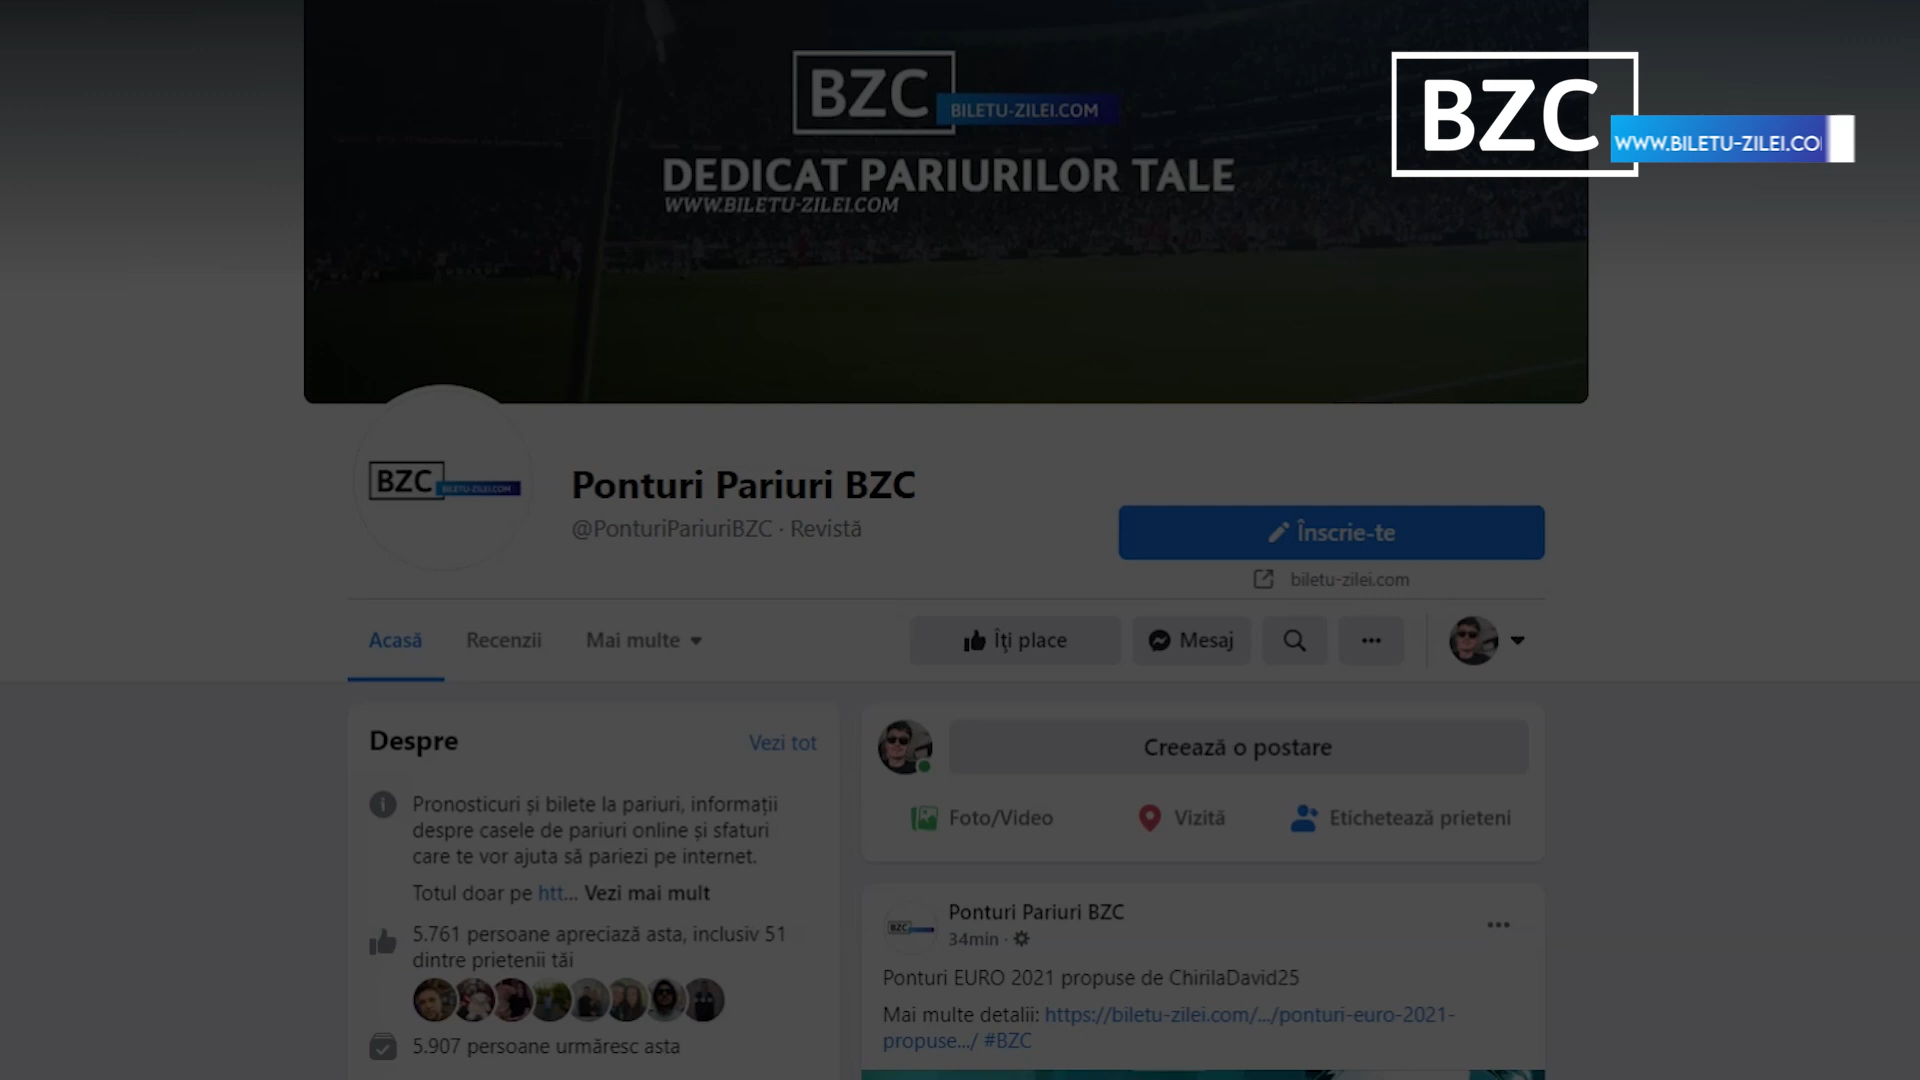 BZC
BILETU-ZILEI.COM
DEDICAT PARIURILOR TALE
WWW.BILETU-ZILEI.COM
BZC
WWW.BILETU-ZILEI.CO
BZC
BILETU-ZILEI.COM
Ponturi Pariuri BZC
@PonturiPariuriBZC · Revistă
Înscrie-te
biletu-zilei.com
Acasă
Recenzii
Mai multe
Îți place
Mesaj
Despre
Vezi tot
Pronosticuri și bilete la pariuri, informații
despre casele de pariuri online și sfaturi
care te vor ajuta să pariezi pe internet.
Totul doar pe htt... Vezi mai mult
5.761 persoane apreciază asta, inclusiv 51
dintre prietenii tăi
5.907 persoane urmăresc asta
Creează o postare
Foto/Video
Vizită
Etichetează prieteni
BZC
Ponturi Pariuri BZC
34min ·
Ponturi EURO 2021 propuse de ChirilaDavid25
Mai multe detalii: https://biletu-zilei.com/.../ponturi-euro-2021-
propuse.../ #BZC